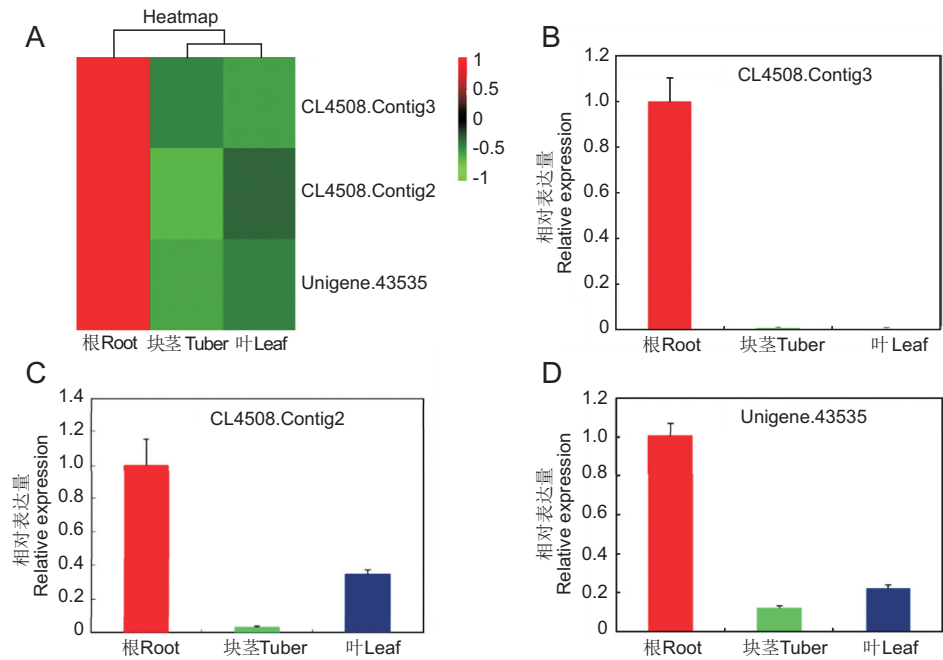 A
Heatmap
CL4508.Contig3
CL4508.Contig2
Unigene.43535
根Root 块茎Tuber 叶Leaf
1
0.5
0
-0.5
-1
B
CL4508.Contig3
相对表达量
Relative expression
1.2
1.0
0.8
0.6
0.4
0.2
0
根Root 块茎Tuber 叶Leaf
C
CL4508.Contig2
相对表达量
Relative expression
1.4
1.2
1.0
0.8
0.6
0.4
0.2
0
根Root 块茎Tuber 叶Leaf
D
Unigene.43535
相对表达量
Relative expression
1.2
1.2
1.0
0.8
0.6
0.4
0.2
0
根Root 块茎Tuber 叶Leaf